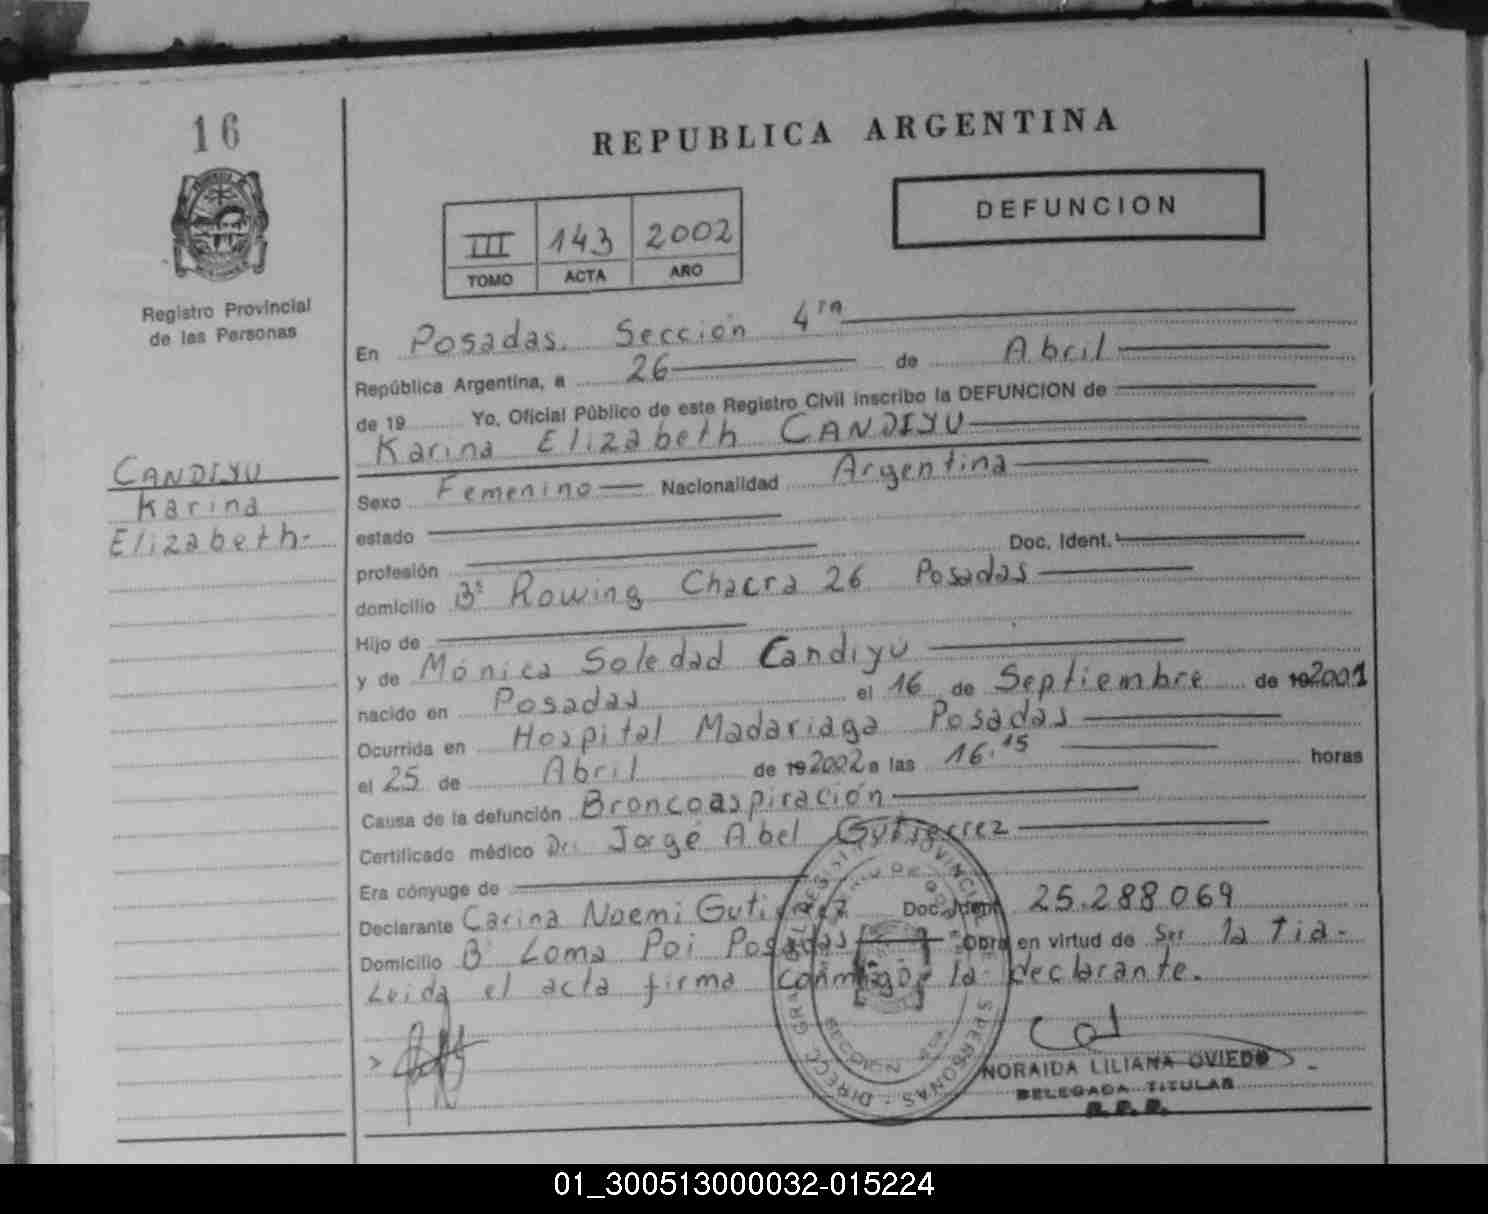 16
REPUBLICA ARGENTINA
DEFUNCION
III 143 2002
TOMO ACTA AÑO
Registro Provincial
de las Personas
En Posadas. Sección 4ta
República Argentina, a 26 de Abril
de 19 Yo, Oficial Público de este Registro Civil inscribo la DEFUNCION de
Karina Elizabeth CANDIYU
CANDIYU
Karina
Elizabeth-
Sexo Femenino Nacionalidad Argentina
estado
profesión Doc. Ident.
domicilio Bº Rowing Chacra 26 Posadas
Hijo de
y de Mónica Soledad Candiyú
nacido en Posadas el 16 de Septiembre de 19 2001
Ocurrida en Hospital Madariaga Posadas
el 25 de Abril de 19 2002 a las 16.15 horas
Causa de la defunción Broncoaspiración
Certificado médico Dr. Jorge Abel Gutierrez
Era cónyuge de
Declarante Carina Noemi Gutierrez Doc. Ident 25.288.069
Domicilio Bº Loma Poi Posadas Obra en virtud de Ser la Tia-
Leida el acta firma conmigo la declarante.
NORAIDA LILIANA OVIEDO
DELEGADA TITULAR
R.P.P.
01_300513000032-015224